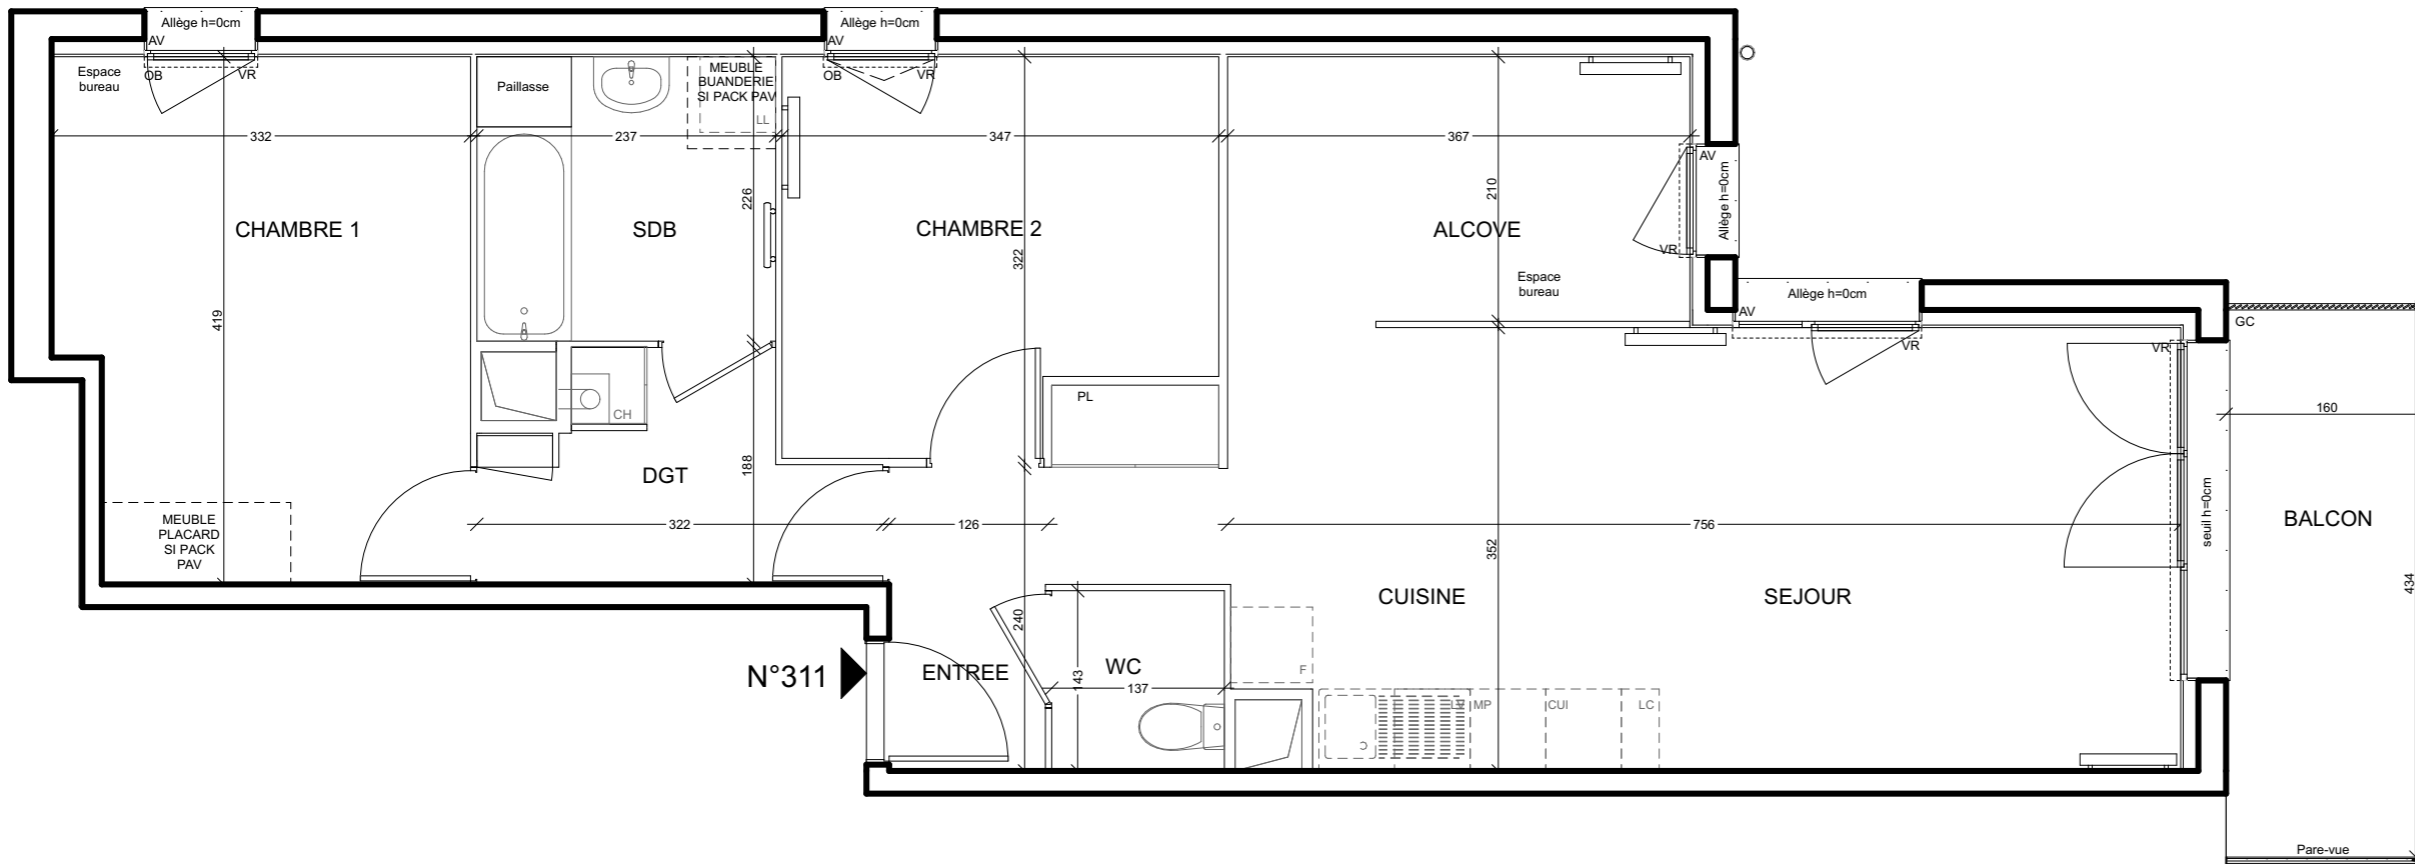 Allège h=0cm
AV
OB
VR
Espace
bureau
Paillasse
MEUBLE
BUANDERIE
SI PACK PAV
LL
Allège h=0cm
AV
OB
VR
332
237
347
367
AV
Allège h=0cm
VR
226
210
CHAMBRE 1
SDB
CHAMBRE 2
ALCOVE
322
Espace
bureau
Allège h=0cm
AV
VR
VR
GC
419
CH
PL
160
188
DGT
MEUBLE
PLACARD
SI PACK
PAV
322
126
756
352
seuil h=0cm
BALCON
434
CUISINE
SEJOUR
240
N°311
ENTREE
WC
143
137
F
LV
MP
CUI
LC
Pare-vue